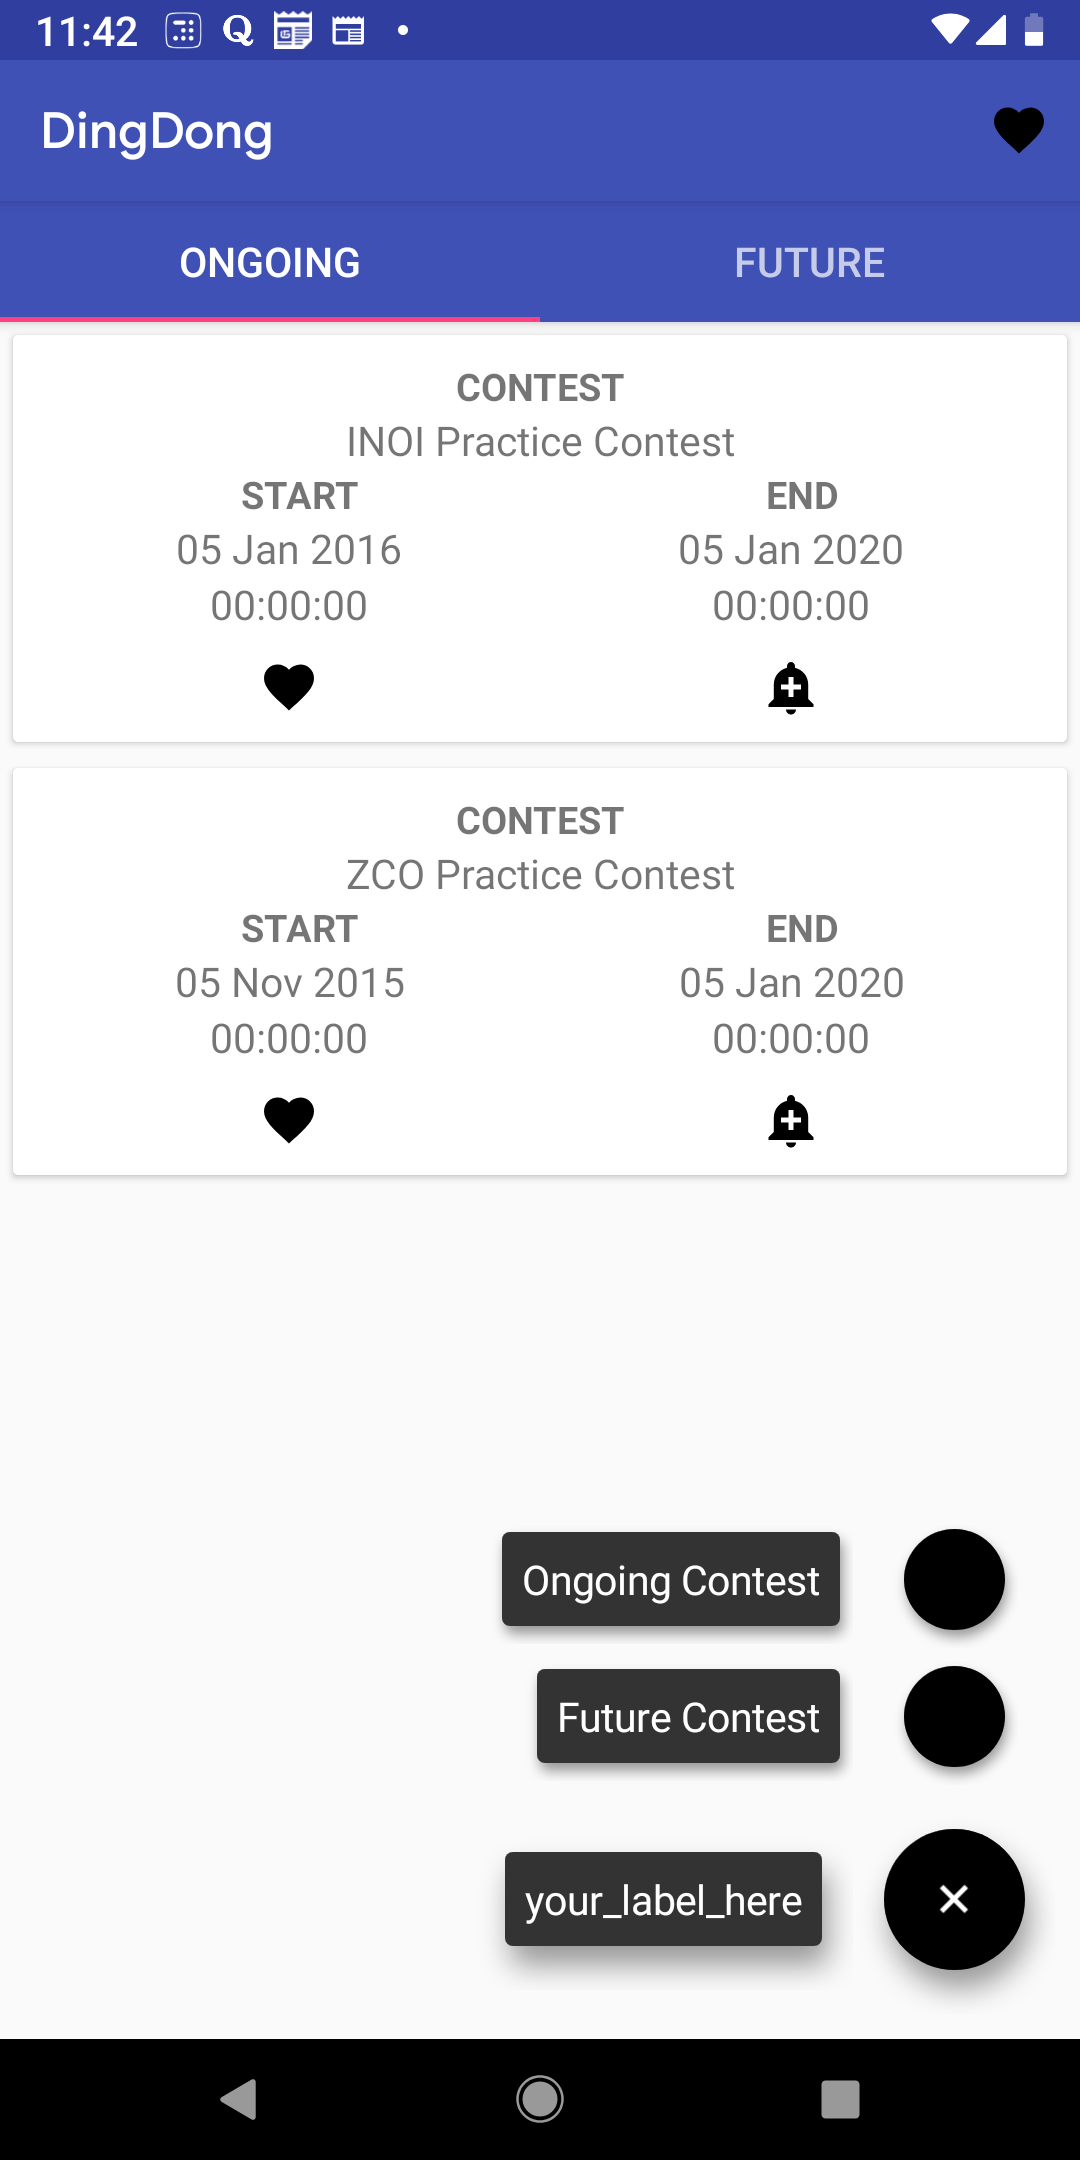 11:42
DingDong
ONGOING
FUTURE
CONTEST
INOI Practice Contest
START
END
05 Jan 2016
05 Jan 2020
00:00:00
00:00:00
CONTEST
ZCO Practice Contest
START
END
05 Nov 2015
05 Jan 2020
00:00:00
00:00:00
Ongoing Contest
Future Contest
your_label_here